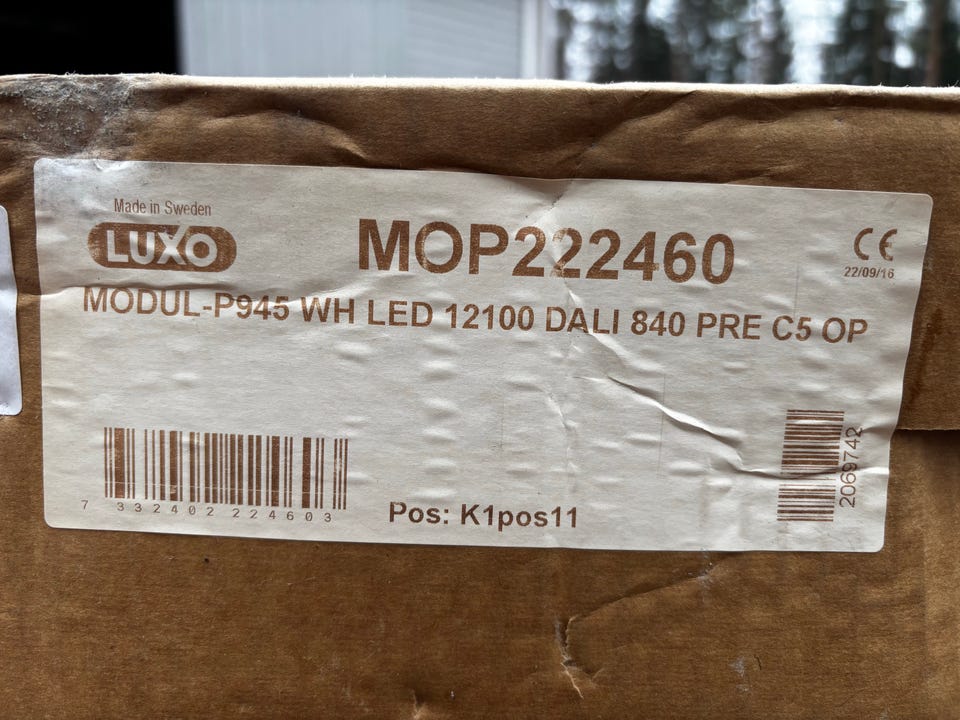 Made in Sweden
LUXO
MOP222460
22/09/16
MODUL-P945 WH LED 12100 DALI 840 PRE C5 OP
7 332402 224603
Pos: K1pos11
2069742